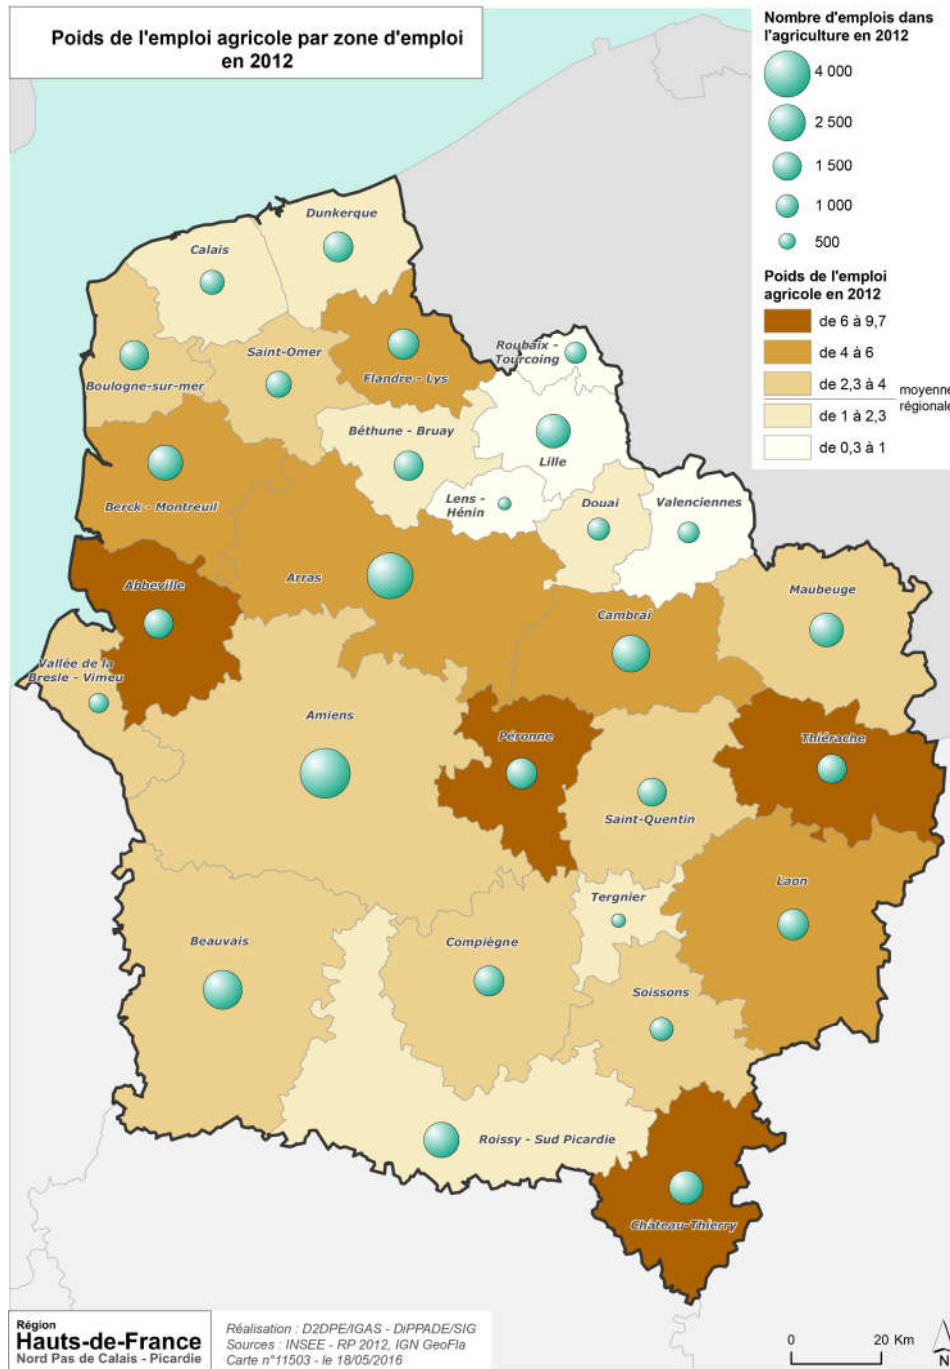 Poids de l'emploi agricole par zone d'emploi
en 2012
Nombre d'emplois dans
l'agriculture en 2012
4 000
2 500
1 500
1 000
500
Poids de l'emploi
agricole en 2012
de 6 à 9,7
de 4 à 6
de 2,3 à 4
moyenne
régionale
de 1 à 2,3
de 0,3 à 1
Dunkerque
Calais
Roubaix -
Tourcoing
Saint-Omer
Boulogne-sur-mer
Flandre - Lys
Béthune - Bruay
Lille
Lens -
Hénin
Douai
Valenciennes
Berck - Montreuil
Arras
Abbeville
Cambrai
Maubeuge
Vallée de la
Bresle - Vimeu
Amiens
Péronne
Thiérache
Saint-Quentin
Laon
Tergnier
Beauvais
Compiègne
Soissons
Roissy - Sud Picardie
Château-Thierry
Région
Hauts-de-France
Nord Pas de Calais - Picardie
Réalisation : D2DPE/IGAS - DiPPADE/SIG
Sources : INSEE - RP 2012, IGN GeoFla
Carte n°11503 - le 18/05/2016
0 20 Km
N